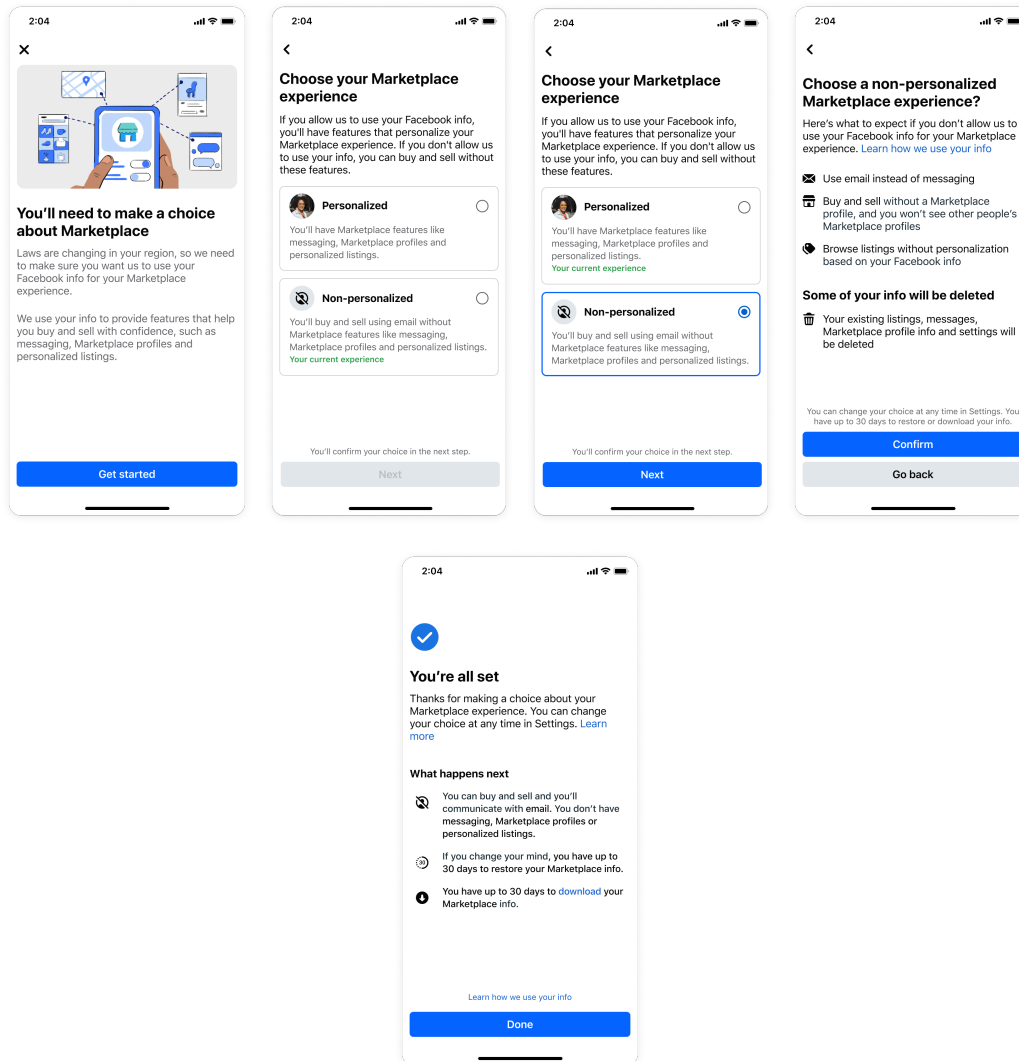 2:04
You'll need to make a choice
about Marketplace
Laws are changing in your region, so we need
to make sure you want us to use your
Facebook info for your Marketplace
experience.
We use your info to provide features that help
you buy and sell with confidence, such as
messaging, Marketplace profiles and
personalized listings.
Get started
2:04
Choose your Marketplace
experience
If you allow us to use your Facebook info,
you'll have features that personalize your
Marketplace experience. If you don't allow us
to use your info, you can buy and sell without
these features.
Personalized
You'll have Marketplace features like
messaging, Marketplace profiles and
personalized listings.
Non-personalized
You'll buy and sell using email without
Marketplace features like messaging,
Marketplace profiles and personalized listings.
Your current experience
You'll confirm your choice in the next step.
Next
2:04
Choose your Marketplace
experience
If you allow us to use your Facebook info,
you'll have features that personalize your
Marketplace experience. If you don't allow us
to use your info, you can buy and sell without
these features.
Personalized
You'll have Marketplace features like
messaging, Marketplace profiles and
personalized listings.
Your current experience
Non-personalized
You'll buy and sell using email without
Marketplace features like messaging,
Marketplace profiles and personalized listings.
You'll confirm your choice in the next step.
Next
2:04
Choose a non-personalized
Marketplace experience?
Here's what to expect if you don't allow us to
use your Facebook info for your Marketplace
experience. Learn how we use your info
Use email instead of messaging
Buy and sell without a Marketplace
profile, and you won't see other people's
Marketplace profiles
Browse listings without personalization
based on your Facebook info
Some of your info will be deleted
Your existing listings, messages,
Marketplace profile info and settings will
be deleted
You can change your choice at any time in Settings. You
have up to 30 days to restore or download your info.
Confirm
Go back
2:04
You're all set
Thanks for making a choice about your
Marketplace experience. You can change
your choice at any time in Settings. Learn
more
What happens next
You can buy and sell and you'll
communicate with email. You don't have
messaging, Marketplace profiles or
personalized listings.
30
If you change your mind, you have up to
30 days to restore your Marketplace info.
You have up to 30 days to download your
Marketplace info.
Learn how we use your info
Done